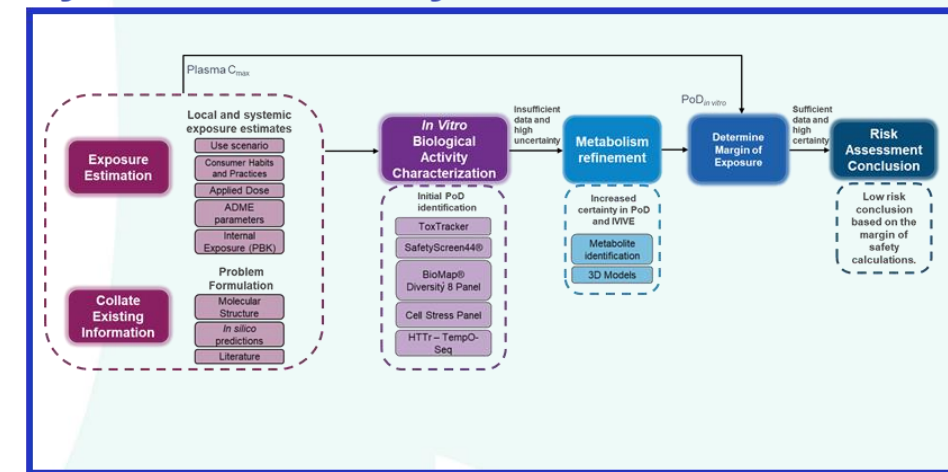 Plasma Cmax
Local and systemic
exposure estimates
Exposure
Estimation
Use scenario
Consumer Habits
and Practices
Applied Dose
ADME
parameters
Internal
Exposure (PBK)
Problem
Formulation
Collate
Existing
Information
Molecular
Structure
In silico
predictions
Literature
In Vitro
Biological
Activity
Characterization
Initial PoD
identification
ToxTracker
SafetyScreen44®
BioMap®
Diversity 8 Panel
Cell Stress Panel
HTTr – TempO-
Seq
Insufficient
data and
high
uncertainty
Metabolism
refinement
Increased
certainty in PoD
and IVIVE
Metabolite
identification
3D Models
PoDin vitro
Determine
Margin of
Exposure
Sufficient
data and
high
certainty
Risk
Assessment
Conclusion
Low risk
conclusion
based on the
margin of
safety
calculations.